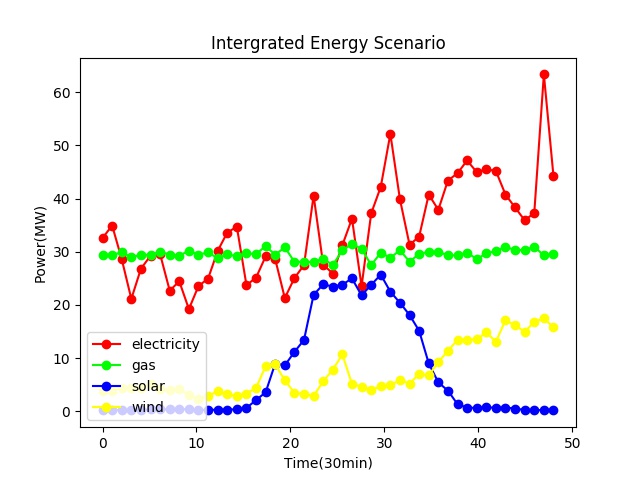 Intergrated Energy Scenario
Power(MW)
60
50
40
30
20
10
0
electricity
gas
solar
wind
0 10 20 30 40 50
Time(30min)